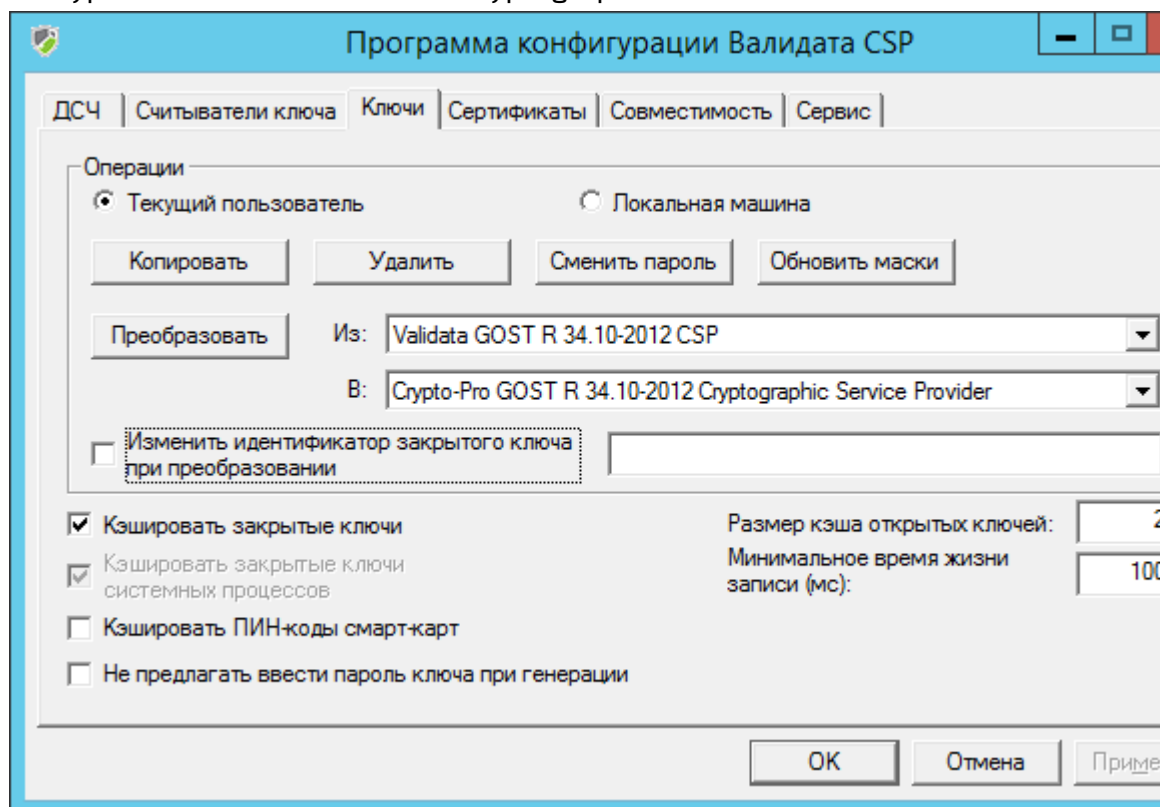 Программа конфигурации Валидата CSP
ДСЧ Считыватели ключа Ключи Сертификаты Совместимость Сервис
Операции
Текущий пользователь Локальная машина
Копировать Удалить Сменить пароль Обновить маски
Преобразовать Из: Validata GOST R 34.10-2012 CSP
В: Crypto-Pro GOST R 34.10-2012 Cryptographic Service Provider
Изменить идентификатор закрытого ключа
при преобразовании
Кэшировать закрытые ключи Размер кэша открытых ключей:
Кэшировать закрытые ключи
системных процессов
Минимальное время жизни
записи (мс):
Кэшировать ПИН-коды смарт-карт
Не предлагать ввести пароль ключа при генерации
OK Отмена